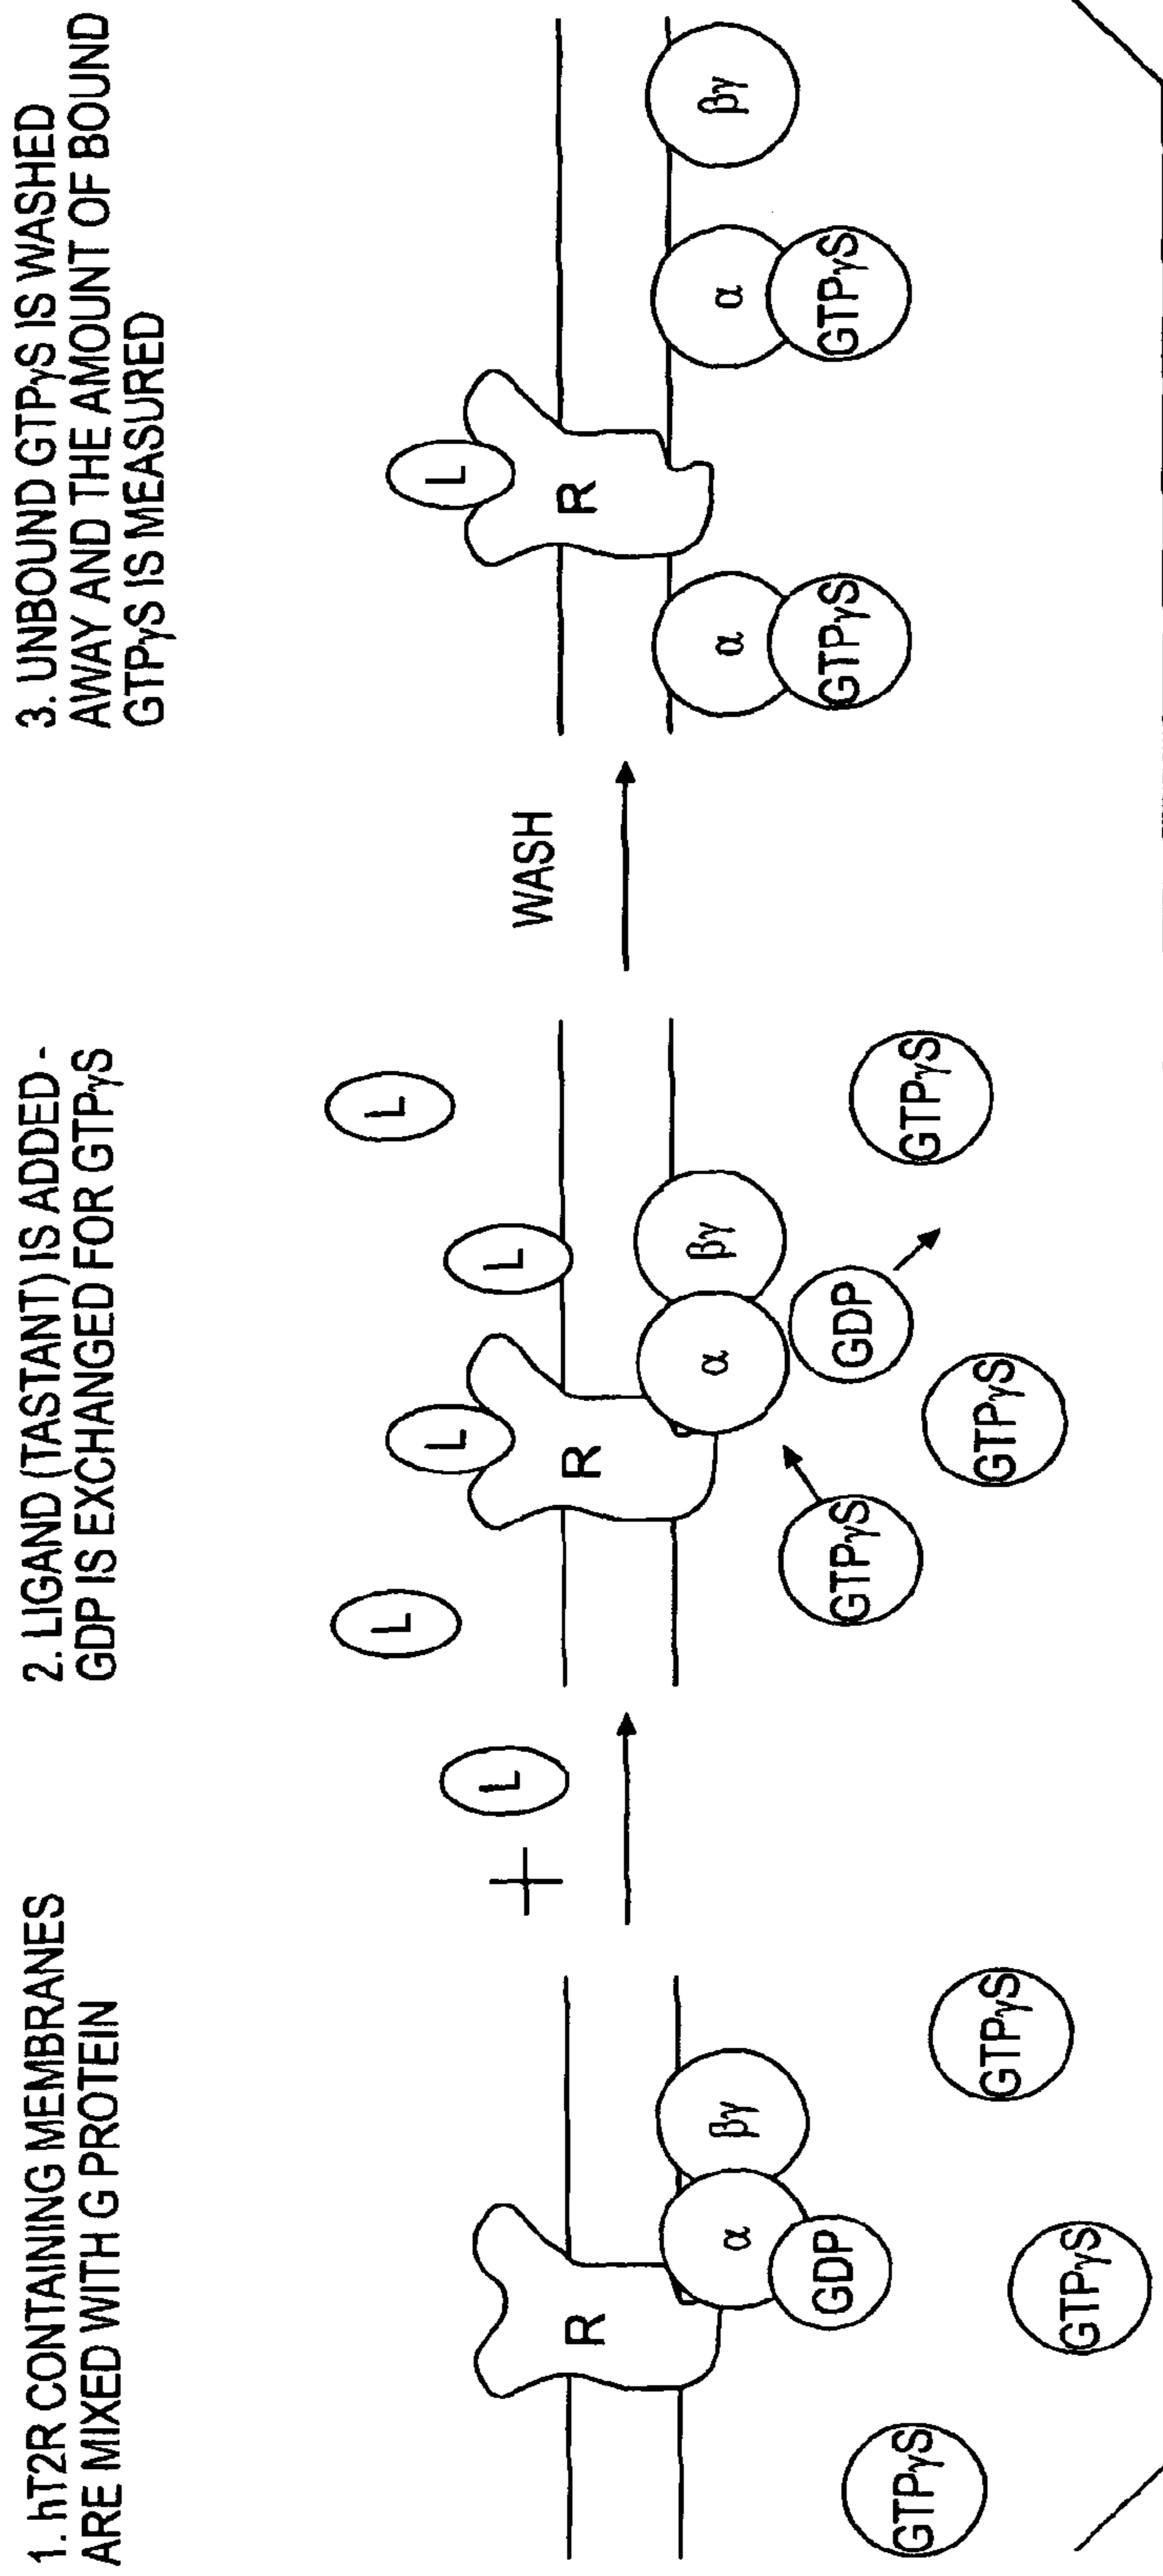 1. hT2R CONTAINING MEMBRANES
ARE MIXED WITH G PROTEIN
R
α
βγ
GDP
GTPγS
GTPγS
GTPγS
+
L
2. LIGAND (TASTANT) IS ADDED -
GDP IS EXCHANGED FOR GTPγS
L
L
L
L
R
α
βγ
GDP
GTPγS
GTPγS
GTPγS
WASH
3. UNBOUND GTPγS IS WASHED
AWAY AND THE AMOUNT OF BOUND
GTPγS IS MEASURED
L
R
α
α
βγ
GTPγS
GTPγS